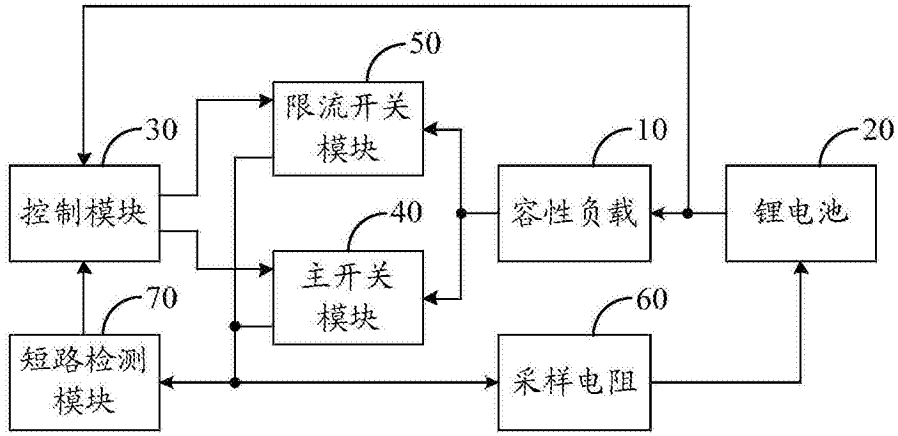 50
限流开关
模块
30
控制模块
10
容性负载
20
锂电池
40
主开关
模块
70
短路检测
模块
60
采样电阻